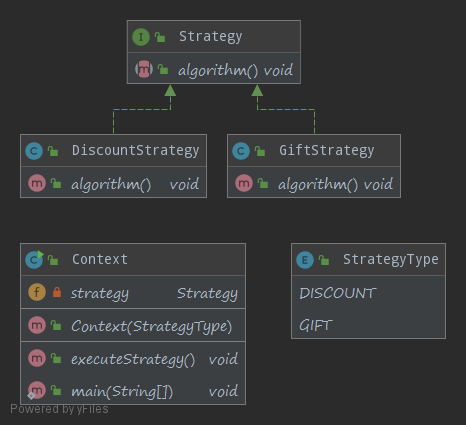 I Strategy
m algorithm() void
C DiscountStrategy
m algorithm() void
C GiftStrategy
m algorithm() void
C Context
f strategy Strategy
m Context(StrategyType)
m executeStrategy() void
m main(String[]) void
E StrategyType
DISCOUNT
GIFT
Powered by yFiles